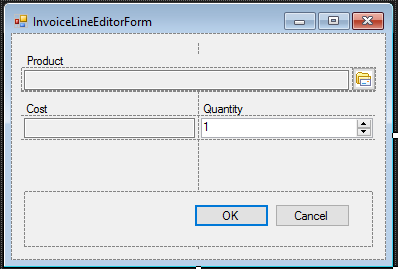 InvoiceLineEditorForm
Product
Cost
Quantity
1
OK
Cancel